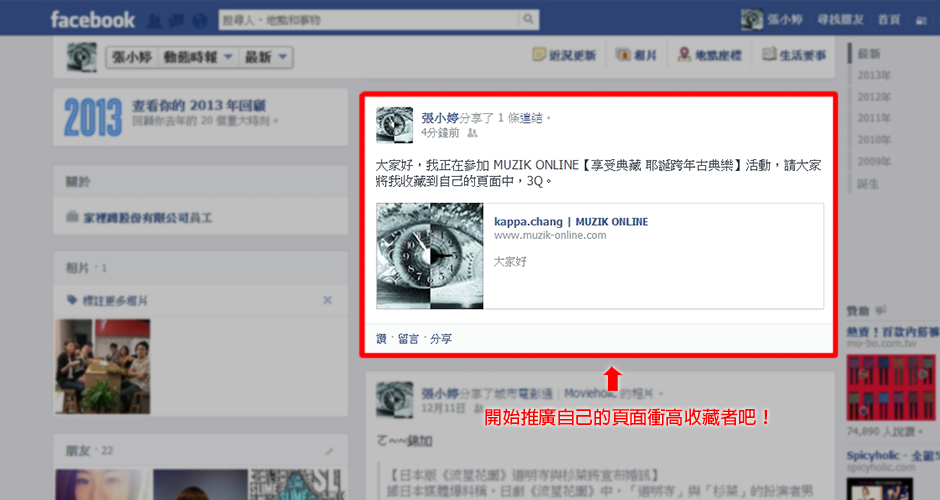 facebook
搜尋人、地點和事物
張小婷
尋找朋友
首頁
張小婷
動態時報
最新
近況更新
相片
地點座標
生活要事
最新
2013年
2012年
2011年
2010年
2009年
誕生
2013
查看你的 2013 年回顧
回顧你去年的 20 個重大時刻。
關於
家裡蹲股份有限公司員工
相片 · 1
標註更多相片
朋友 · 22
張小婷分享了 1 條連結。
4分鐘前
大家好，我正在參加 MUZIK ONLINE【享受典藏 耶誕跨年古典樂】活動，請大家
將我收藏到自己的頁面中，3Q。
kappa.chang | MUZIK ONLINE
www.muzik-online.com
大家好
讚 · 留言 · 分享
開始推廣自己的頁面衝高收藏者吧！
張小婷分享了城市電影通 | Movieholic 的相片。
12月11日
ㄛ~~錦加
【日本版《流星花園》道明寺與杉菜將宣布婚訊】
據日本媒體爆料稱，日劇《流星花園》中，「道明寺」與「杉菜」的扮演者男
贊助
熱賣！百款內搭褲
mo-bo.com.tw
74,890 人說讚。
Spicyholic - 全館5
spicyholic.com